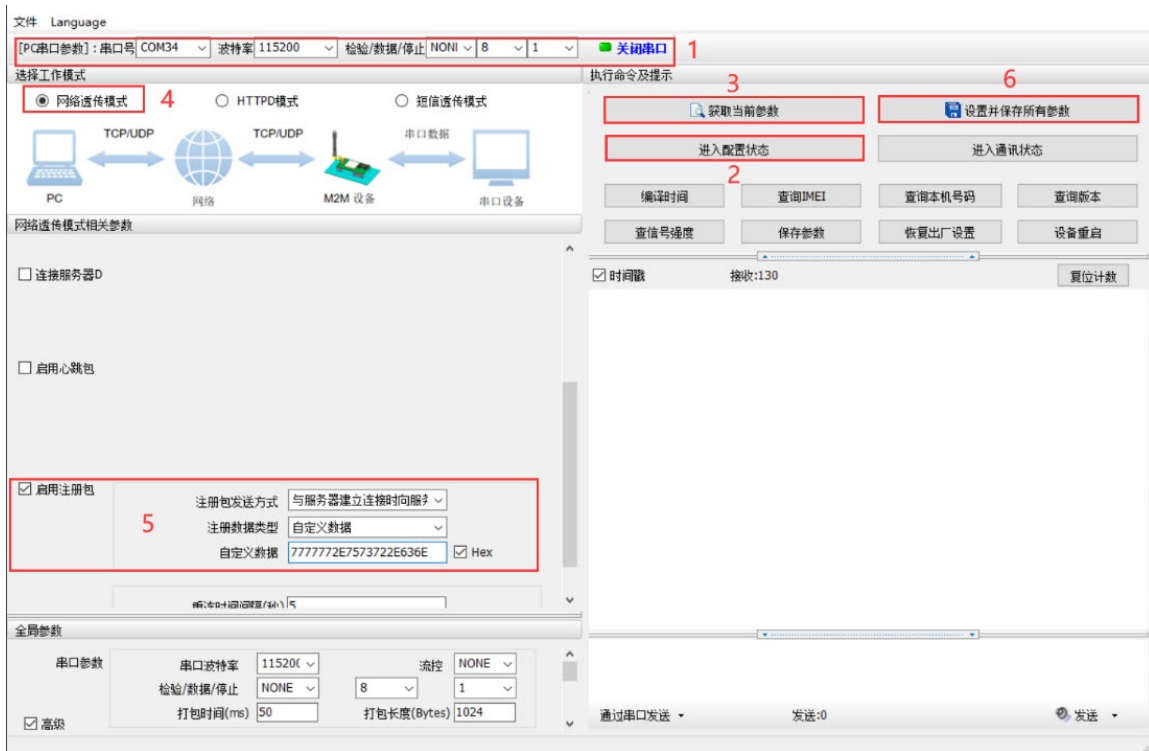 文件 Language
[PC串口参数]：串口号 COM34 波特率 115200 检验/数据/停止 NONI 8 1 关闭串口 1
选择工作模式
网络透传模式 4 HTTPD模式 短信透传模式
TCP/UDP TCP/UDP 串口数据
PC 网络 M2M 设备 串口设备
网络透传模式相关参数
连接服务器D
启用心跳包
启用注册包
5
注册包发送方式 与服务器建立连接时向服务
注册数据类型 自定义数据
自定义数据 7777772E7573722E636E Hex
重连时间间隔(秒) 5
全局参数
串口参数 串口波特率 11520( 流控 NONE
检验/数据/停止 NONE 8 1
打包时间(ms) 50 打包长度(Bytes) 1024
高级
执行命令及提示
3 6
获取当前参数 设置并保存所有参数
进入配置状态 进入通讯状态
2
编译时间 查询IMEI 查询本机号码 查询版本
查信号强度 保存参数 恢复出厂设置 设备重启
时间戳 接收:130 复位计数
通过串口发送 发送:0 发送